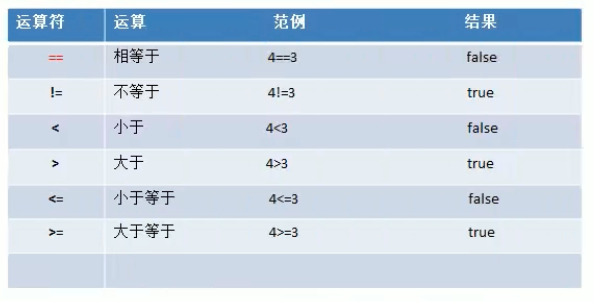 运算符 运算 范例 结果
== 相等于 4==3 false
!= 不等于 4!=3 true
< 小于 4<3 false
> 大于 4>3 true
<= 小于等于 4<=3 false
>= 大于等于 4>=3 true